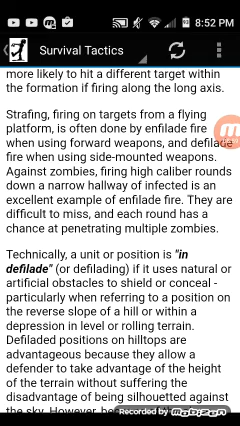 93 8:52 PM
Survival Tactics
more likely to hit a different target within
the formation if firing along the long axis.
Strafing, firing on targets from a flying
platform, is often done by enfilade fire
when using forward weapons, and defilade
fire when using side-mounted weapons.
Against zombies, firing high caliber rounds
down a narrow hallway of infected is an
excellent example of enfilade fire. They are
difficult to miss, and each round has a
chance at penetrating multiple zombies.
Technically, a unit or position is "in
defilade" (or defilading) if it uses natural or
artificial obstacles to shield or conceal -
particularly when referring to a position on
the reverse slope of a hill or within a
depression in level or rolling terrain.
Defiladed positions on hilltops are
advantageous because they allow a
defender to take advantage of the height
of the terrain without suffering the
disadvantage of being silhouetted against
the sky. However,
Recorded by mobizen